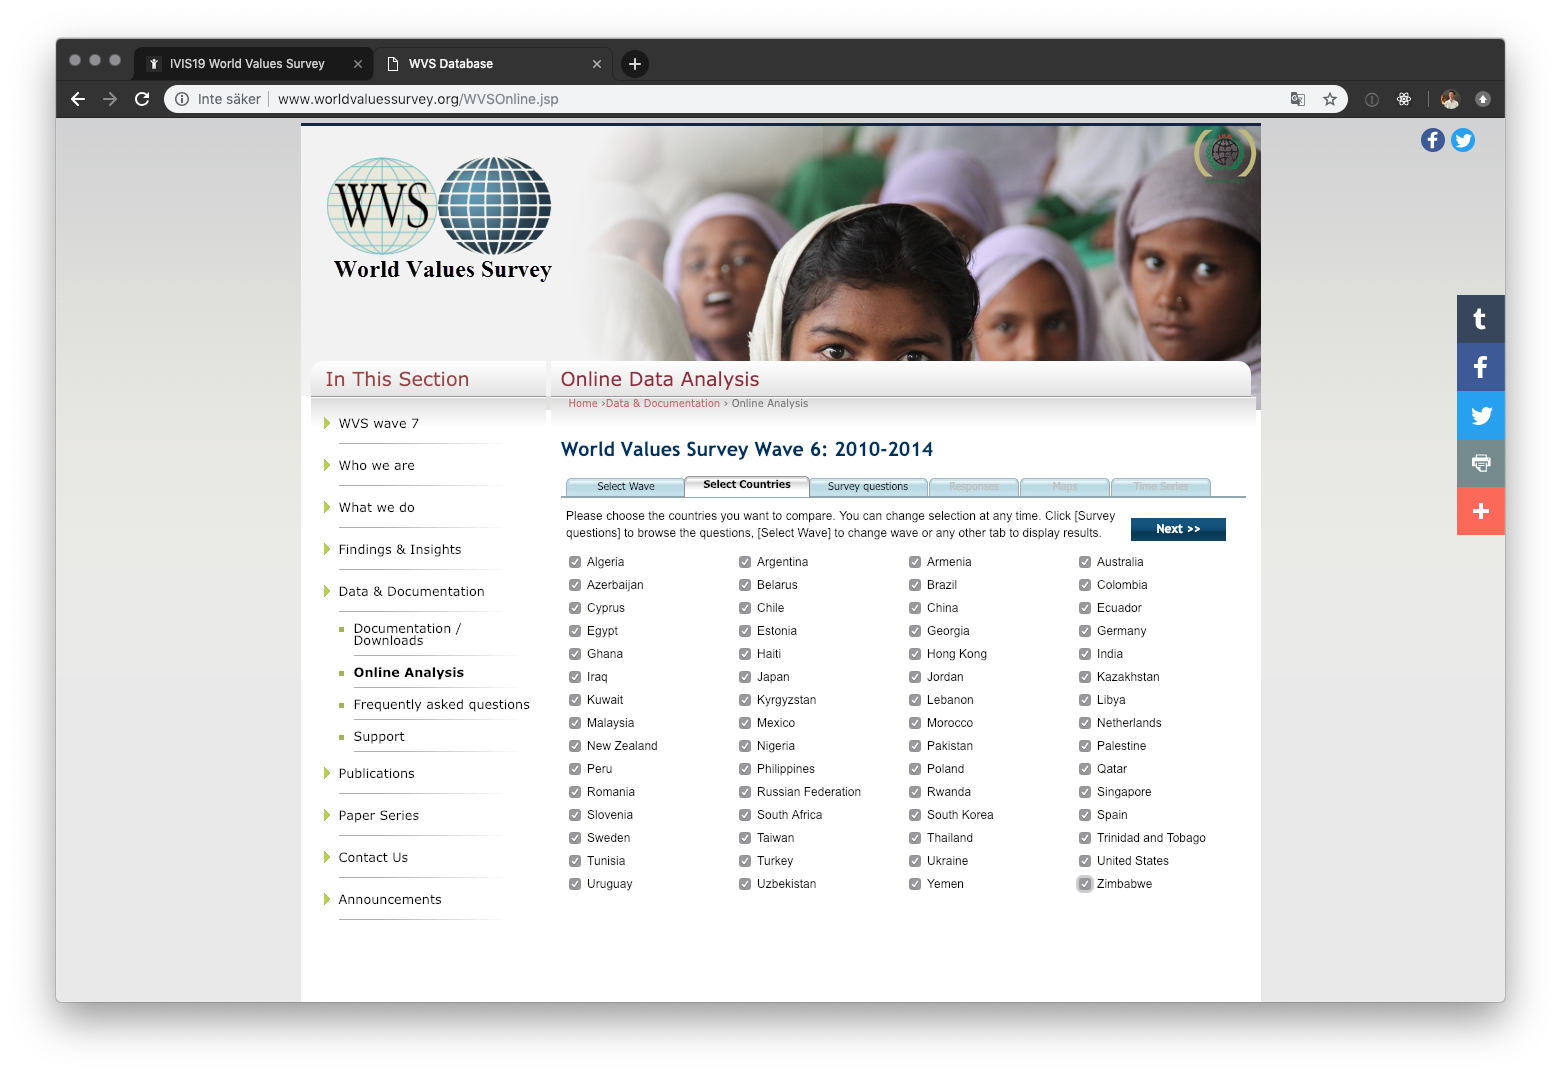 IVIS19 World Values Survey
WVS Database
Inte säker
www.worldvaluessurvey.org/WVSOnline.jsp
WVS
World Values Survey
In This Section
Online Data Analysis
Home ›Data & Documentation › Online Analysis
WVS wave 7
Who we are
What we do
Findings & Insights
Data & Documentation
Documentation /
Downloads
Online Analysis
Frequently asked questions
Support
Publications
Paper Series
Contact Us
Announcements
World Values Survey Wave 6: 2010-2014
Select Wave Select Countries Survey questions Responses Maps Time Series
Please choose the countries you want to compare. You can change selection at any time. Click [Survey
questions] to browse the questions, [Select Wave] to change wave or any other tab to display results.
Next >>
Algeria Argentina Armenia Australia
Azerbaijan Belarus Brazil Colombia
Cyprus Chile China Ecuador
Egypt Estonia Georgia Germany
Ghana Haiti Hong Kong India
Iraq Japan Jordan Kazakhstan
Kuwait Kyrgyzstan Lebanon Libya
Malaysia Mexico Morocco Netherlands
New Zealand Nigeria Pakistan Palestine
Peru Philippines Poland Qatar
Romania Russian Federation Rwanda Singapore
Slovenia South Africa South Korea Spain
Sweden Taiwan Thailand Trinidad and Tobago
Tunisia Turkey Ukraine United States
Uruguay Uzbekistan Yemen Zimbabwe